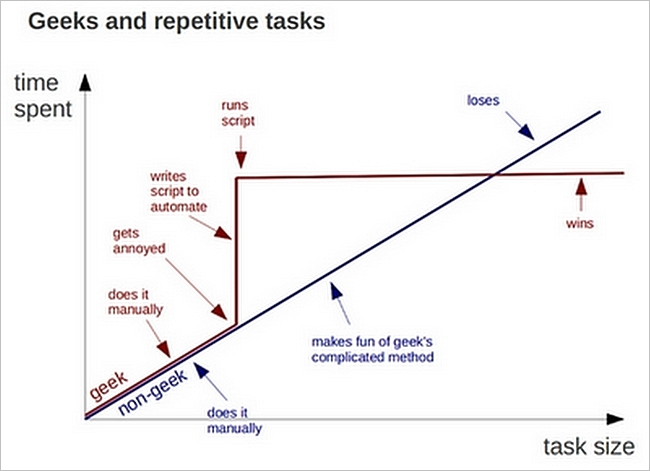 Geeks and repetitive tasks
time
spent
runs
script
loses
writes
script to
automate
gets
annoyed
wins
does it
manually
makes fun of geek's
complicated method
geek
non-geek
does it
manually
task size